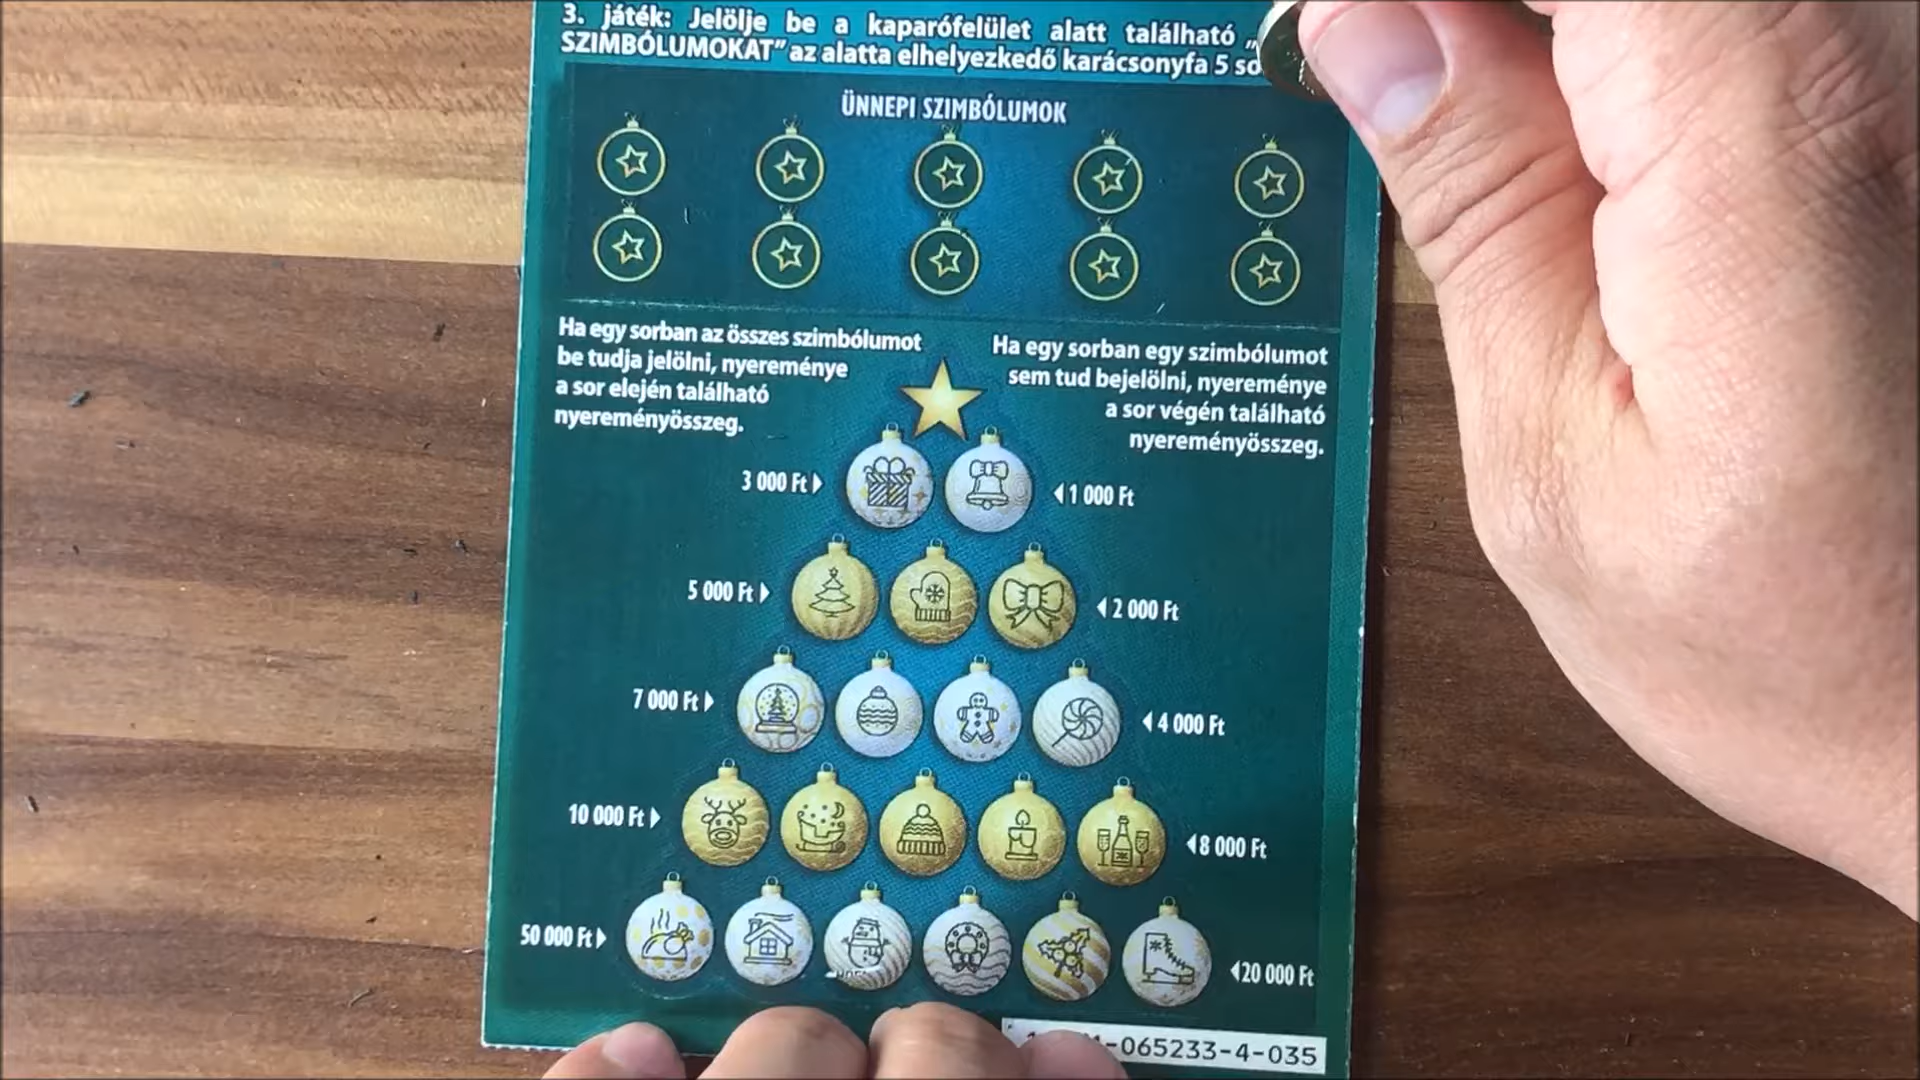 3. játék: Jelölje be a kaparófelület alatt található „
SZIMBÓLUMOKAT” az alatta elhelyezkedő karácsonyfa 5
ÜNNEPI SZIMBÓLUMOK
Ha egy sorban az összes szimbólumot
be tudja jelölni, nyereménye
a sor elején található
nyereményösszeg.
Ha egy sorban egy szimbólumot
sem tud bejelölni, nyereménye
a sor végén található
nyereményösszeg.
3 000 Ft
1 000 Ft
5 000 Ft
2 000 Ft
7 000 Ft
4 000 Ft
10 000 Ft
8 000 Ft
50 000 Ft
20 000 Ft
-065233-4-035